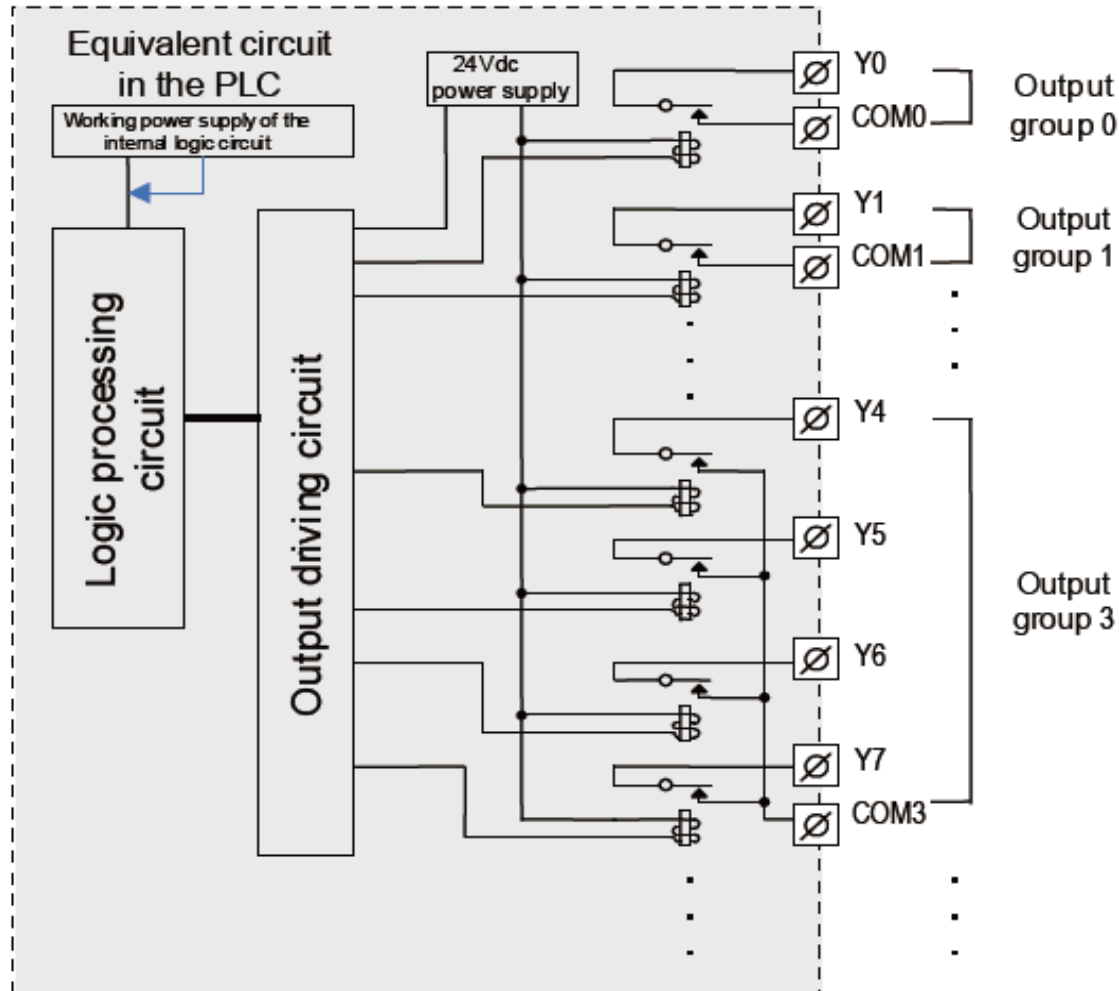 Equivalent circuit
in the PLC
Working power supply of the
internal logic circuit
24Vdc
power supply
Logic processing
circuit
Output driving circuit
Y0
COM0
Output
group 0
Y1
COM1
Output
group 1
Y4
Y5
Y6
Y7
COM3
Output
group 3